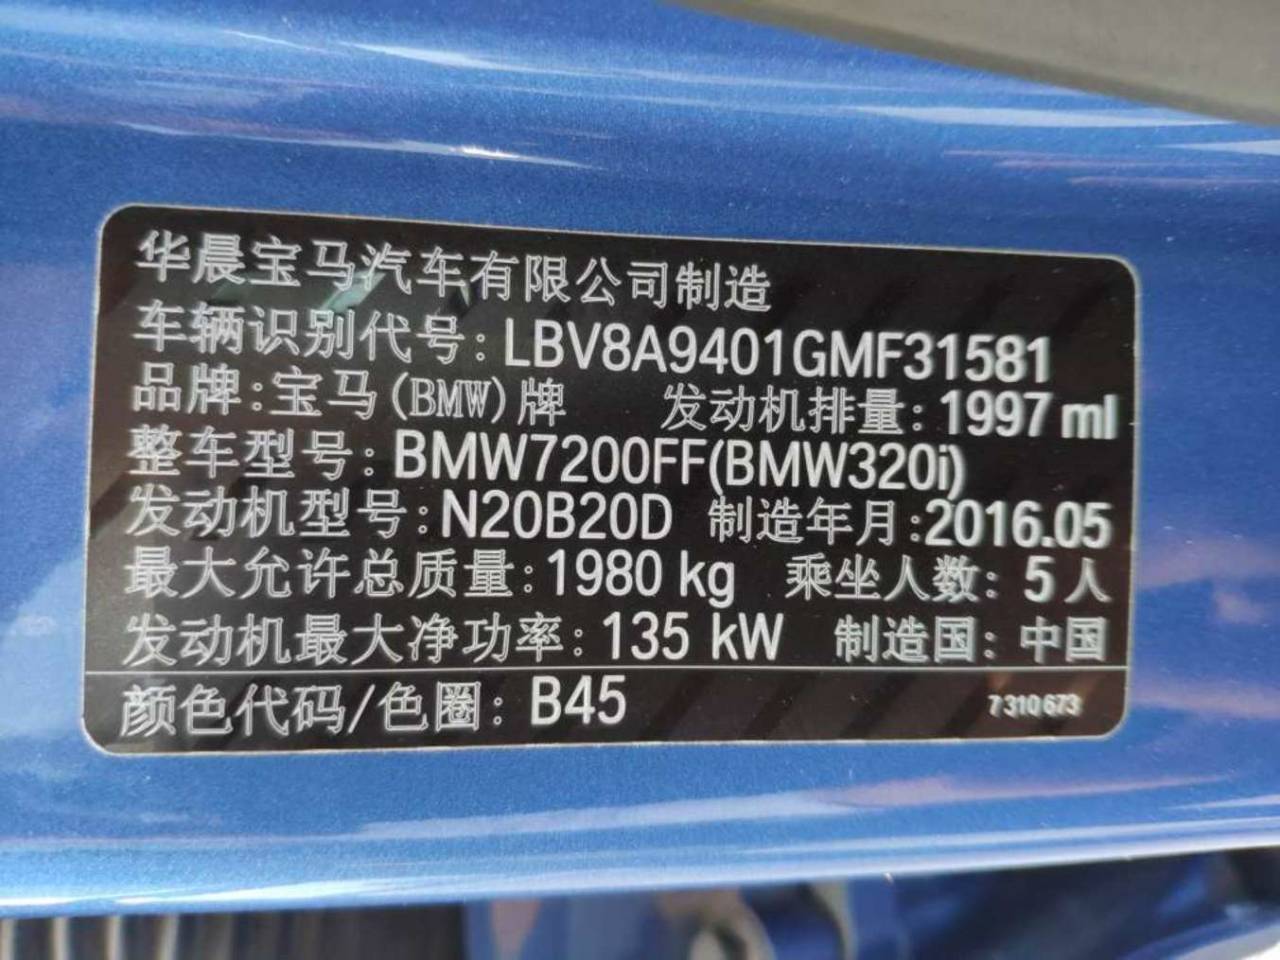 华晨宝马汽车有限公司制造
车辆识别代号:LBV8A9401GMF31581
品牌:宝马(BMW)牌 发动机排量:1997 ml
整车型号:BMW7200FF(BMW320i)
发动机型号:N20B20D 制造年月:2016.05
最大允许总质量:1980 kg 乘坐人数:5人
发动机最大净功率:135 kW 制造国:中国
颜色代码/色圈:B45 7310673